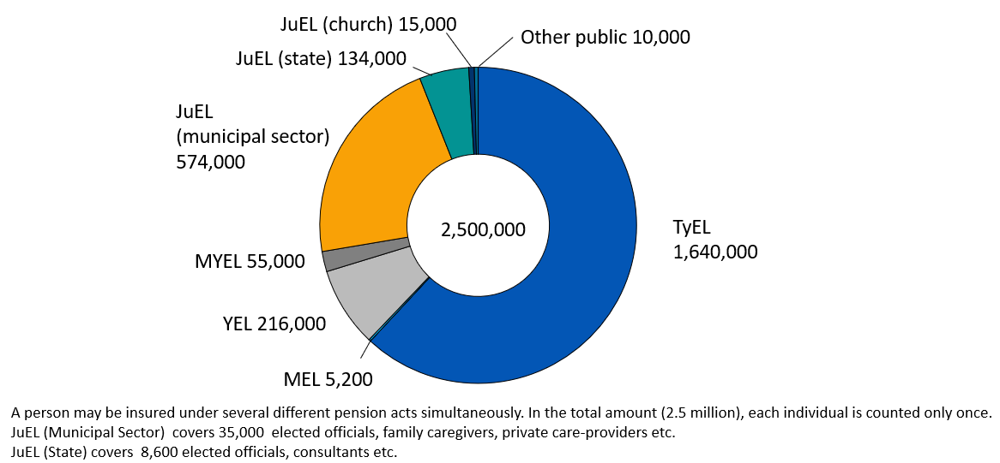 JuEL (church) 15,000
Other public 10,000
JuEL (state) 134,000
JuEL
(municipal sector)
574,000
2,500,000
TyEL
1,640,000
MYEL 55,000
YEL 216,000
MEL 5,200
A person may be insured under several different pension acts simultaneously. In the total amount (2.5 million), each individual is counted only once.
JuEL (Municipal Sector) covers 35,000 elected officials, family caregivers, private care-providers etc.
JuEL (State) covers 8,600 elected officials, consultants etc.